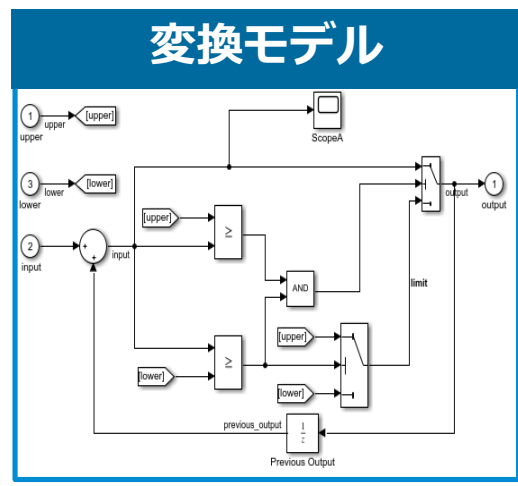 変換モデル
1
upper
upper
[upper]
ScopeA
3
lower
lower
[lower]
2
input
+
+
input
[upper]
≥
AND
output
1
output
limit
≥
[lower]
[upper]
[lower]
previous_output
1
z
Previous Output